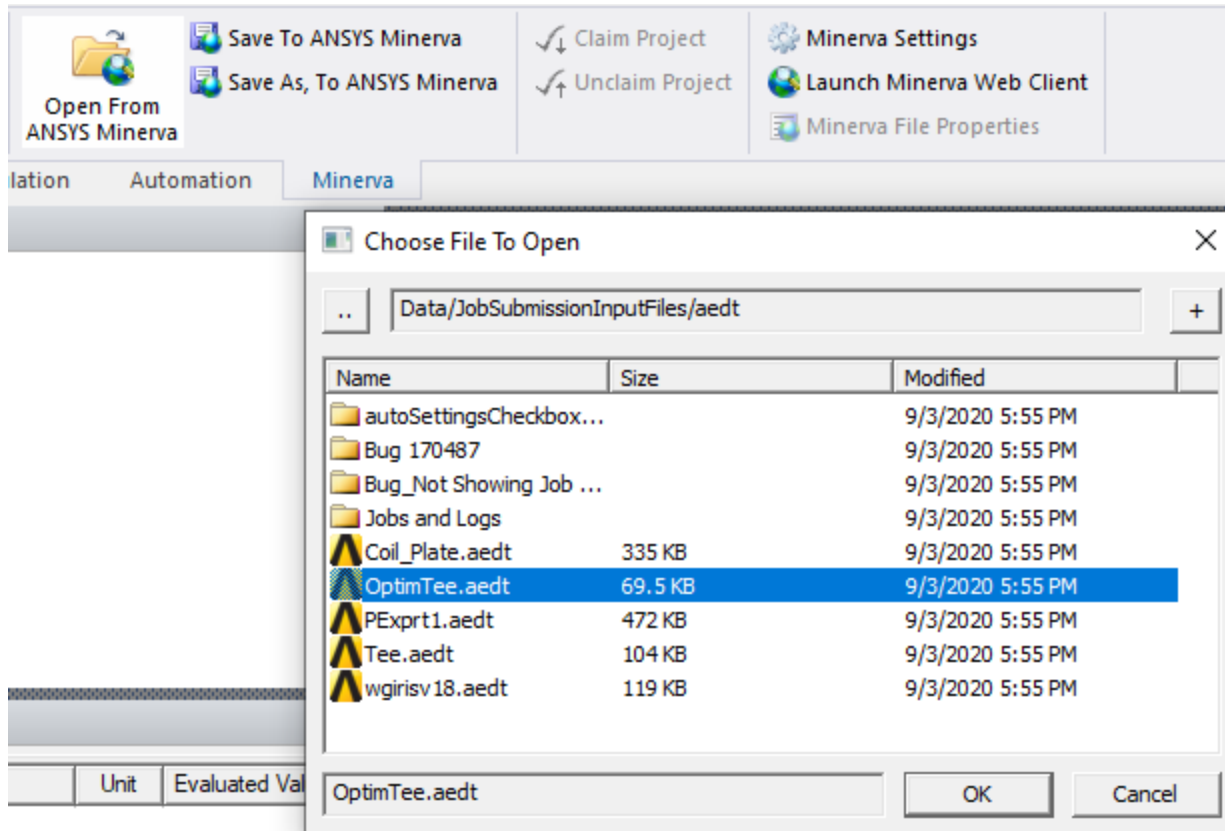 Save To ANSYS Minerva
Save As, To ANSYS Minerva
Open From
ANSYS Minerva
Claim Project
Unclaim Project
Minerva Settings
Launch Minerva Web Client
Minerva File Properties
lation Automation Minerva
Choose File To Open
.. Data/JobSubmissionInputFiles/aedt +
Name Size Modified
autoSettingsCheckbox... 9/3/2020 5:55 PM
Bug 170487 9/3/2020 5:55 PM
Bug_Not Showing Job ... 9/3/2020 5:55 PM
Jobs and Logs 9/3/2020 5:55 PM
Coil_Plate.aedt 335 KB 9/3/2020 5:55 PM
OptimTee.aedt 69.5 KB 9/3/2020 5:55 PM
PExprt1.aedt 472 KB 9/3/2020 5:55 PM
Tee.aedt 104 KB 9/3/2020 5:55 PM
wgirisv18.aedt 119 KB 9/3/2020 5:55 PM
Unit Evaluated Val
OptimTee.aedt OK Cancel